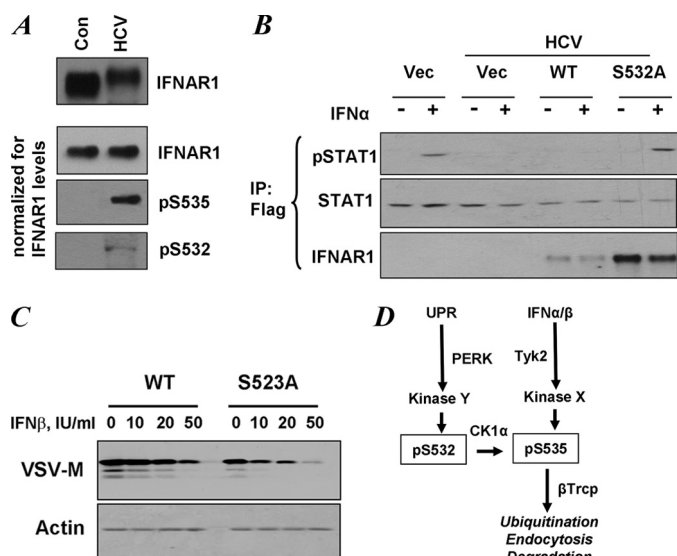 A
Con
HCV
IFNAR1
normalized for
IFNAR1 levels
IFNAR1
pS535
pS532
B
HCV
Vec
Vec
WT
S532A
IFNα
- + - + - + - +
IP:
Flag
pSTAT1
STAT1
IFNAR1
C
WT
S523A
IFNβ, IU/ml
0 10 20 50 0 10 20 50
VSV-M
Actin
D
UPR
IFNα/β
PERK
Tyk2
Kinase Y
Kinase X
CK1α
pS532
pS535
βTrcp
Ubiquitination
Endocytosis
Degradation